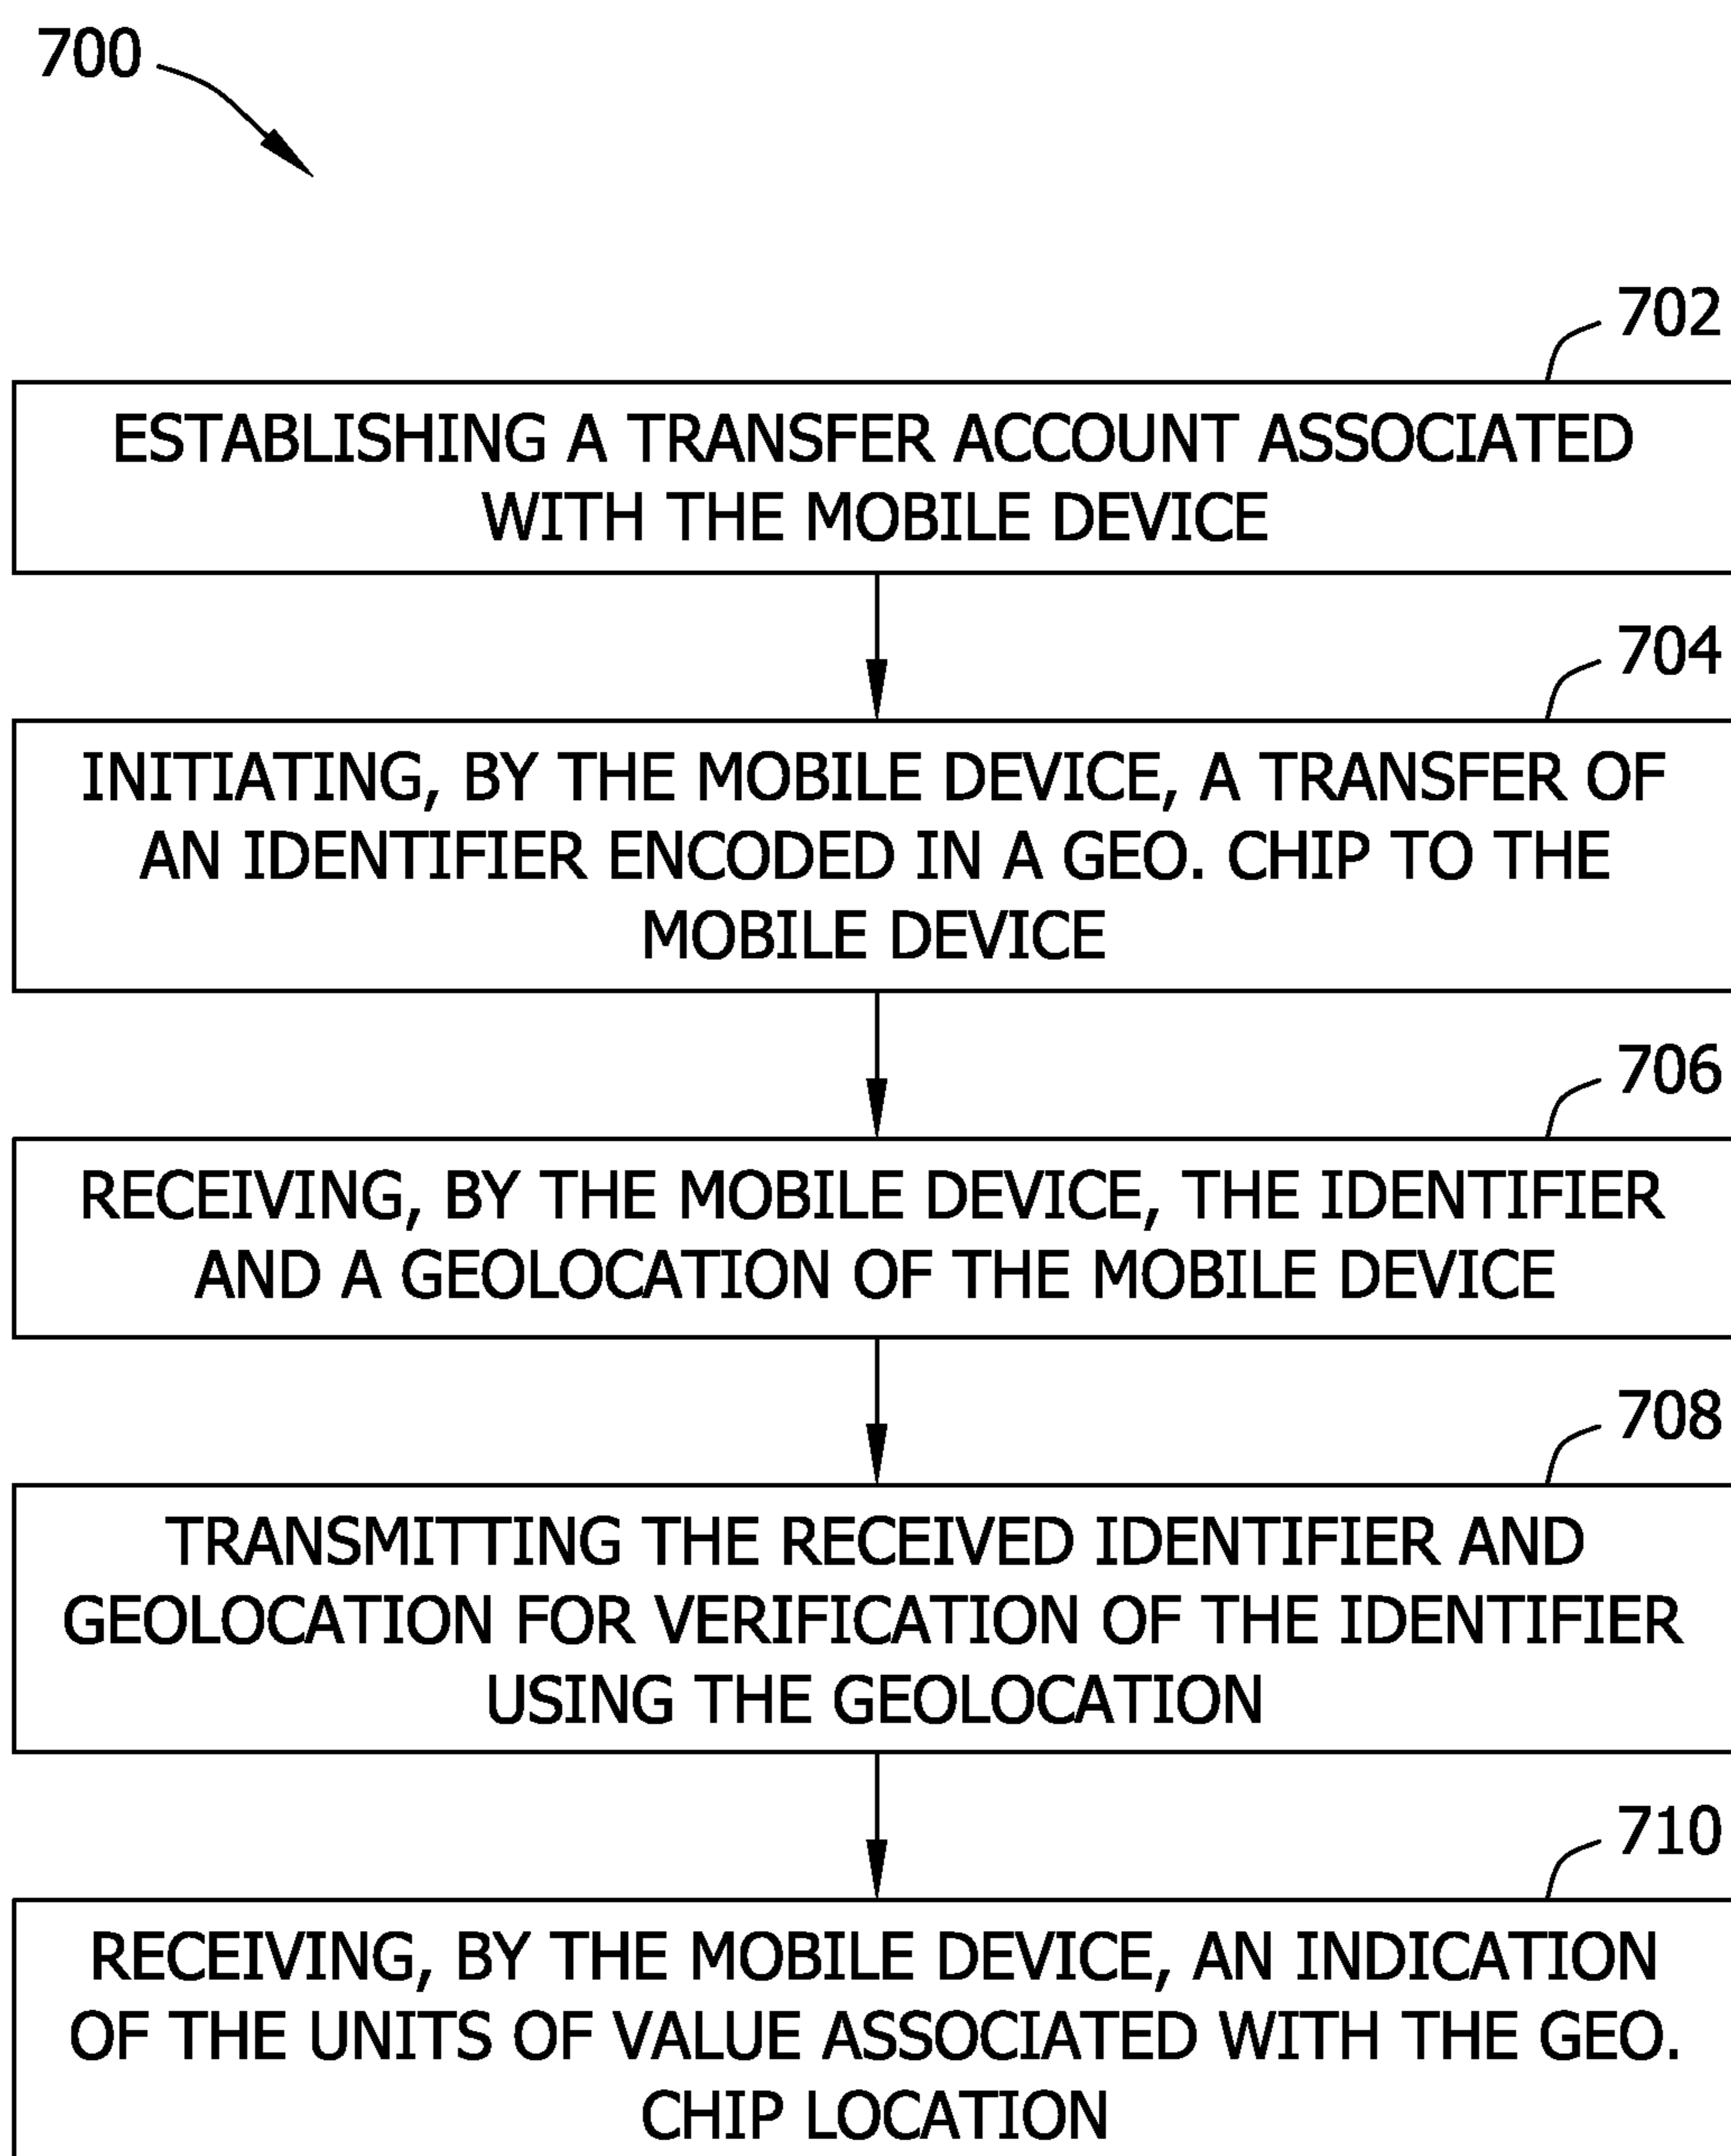 700
702
ESTABLISHING A TRANSFER ACCOUNT ASSOCIATED
WITH THE MOBILE DEVICE
704
INITIATING, BY THE MOBILE DEVICE, A TRANSFER OF
AN IDENTIFIER ENCODED IN A GEO. CHIP TO THE
MOBILE DEVICE
706
RECEIVING, BY THE MOBILE DEVICE, THE IDENTIFIER
AND A GEOLOCATION OF THE MOBILE DEVICE
708
TRANSMITTING THE RECEIVED IDENTIFIER AND
GEOLOCATION FOR VERIFICATION OF THE IDENTIFIER
USING THE GEOLOCATION
710
RECEIVING, BY THE MOBILE DEVICE, AN INDICATION
OF THE UNITS OF VALUE ASSOCIATED WITH THE GEO.
CHIP LOCATION